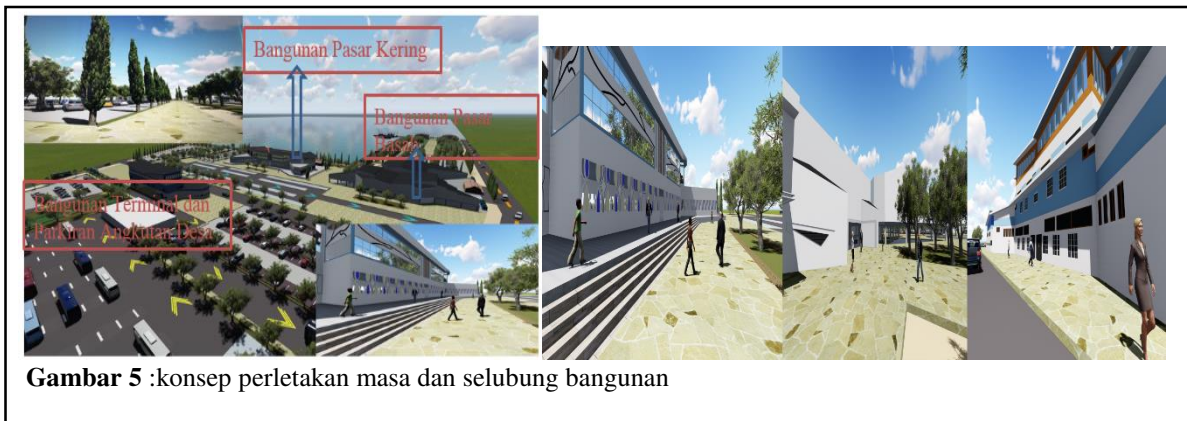 Bangunan Pasar Kering
Bangunan Pasar
Basah
Bangunan Terminal dan
Parkiran Angkutan Desa
Gambar 5 :konsep perletakan masa dan selubung bangunan